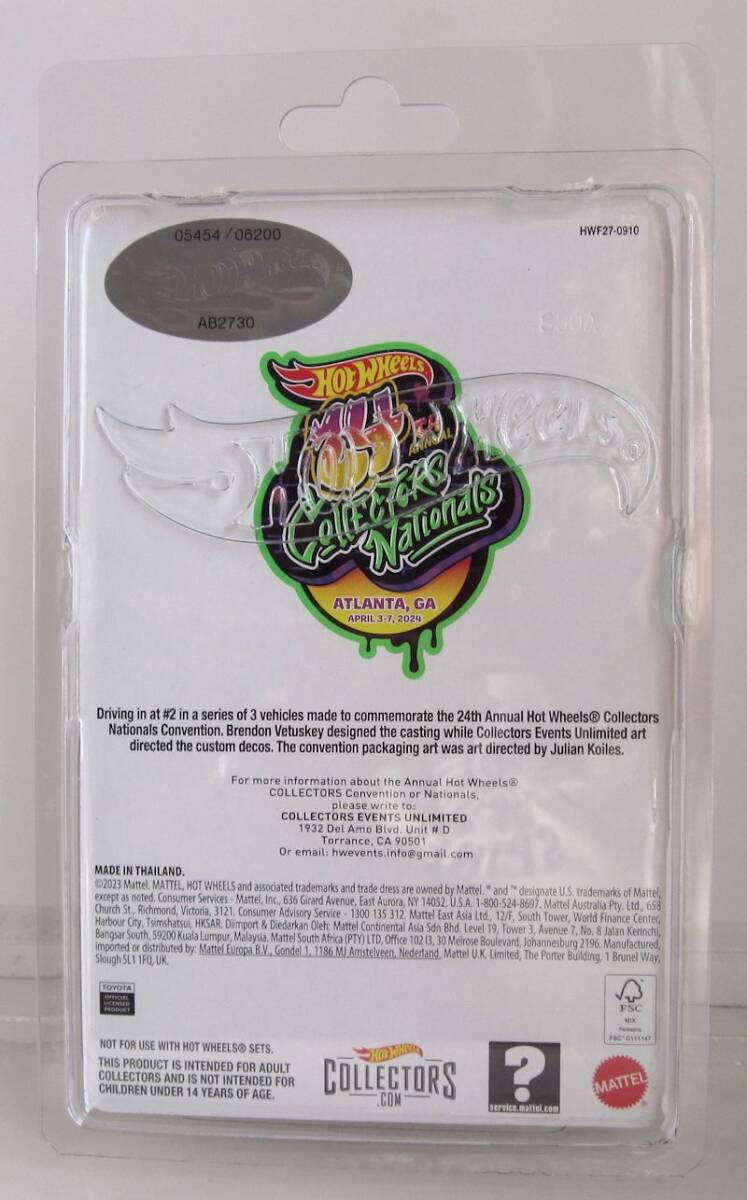 05454 / 06200
Hot Wheels
AB2730
HWF27-0910
Hot Wheels
HOT WHEELS
24TH
ANNUAL
COLLECTORS
NATIONALS
ATLANTA, GA
APRIL 3-7, 2024
Driving in at #2 in a series of 3 vehicles made to commemorate the 24th Annual Hot Wheels® Collectors
Nationals Convention. Brendon Vetuskey designed the casting while Collectors Events Unlimited art
directed the custom decos. The convention packaging art was art directed by Julian Koiles.
For more information about the Annual Hot Wheels®
COLLECTORS Convention or Nationals,
please write to:
COLLECTORS EVENTS UNLIMITED
1932 Del Amo Blvd. Unit # D
Torrance, CA 90501
Or email: hwevents.info@gmail.com
MADE IN THAILAND.
©2023 Mattel. MATTEL, HOT WHEELS and associated trademarks and trade dress are owned by Mattel. ® and ™ designate U.S. trademarks of Mattel,
except as noted. Consumer Services - Mattel, Inc., 636 Girard Avenue, East Aurora, NY 14052, U.S.A. 1-800-524-8697. Mattel Australia Pty. Ltd., 658
Church St., Richmond, Victoria, 3121. Consumer Advisory Service - 1300 135 312. Mattel East Asia Ltd., 12/F, South Tower, World Finance Center,
Harbour City, Tsimshatsui, HKSAR. Diimport & Diedarkan Oleh: Mattel Continental Asia Sdn Bhd. Level 19, Tower 3, Avenue 7, No. 8 Jalan Kerinchi,
Bangsar South, 59200 Kuala Lumpur, Malaysia. Mattel South Africa (PTY) LTD, Office 102 I3, 30 Melrose Boulevard, Johannesburg 2196. Manufactured,
imported or distributed by: Mattel Europa B.V., Gondel 1, 1186 MJ Amstelveen, Nederland. Mattel U.K. Limited, The Porter Building, 1 Brunel Way,
Slough SL1 1FQ, UK.
TOYOTA
OFFICIAL
LICENSED
PRODUCT
FSC
MIX
Packaging
FSC® C111147
NOT FOR USE WITH HOT WHEELS® SETS.
THIS PRODUCT IS INTENDED FOR ADULT
COLLECTORS AND IS NOT INTENDED FOR
CHILDREN UNDER 14 YEARS OF AGE.
Hot Wheels
COLLECTORS
.COM
?
service.mattel.com
MATTEL